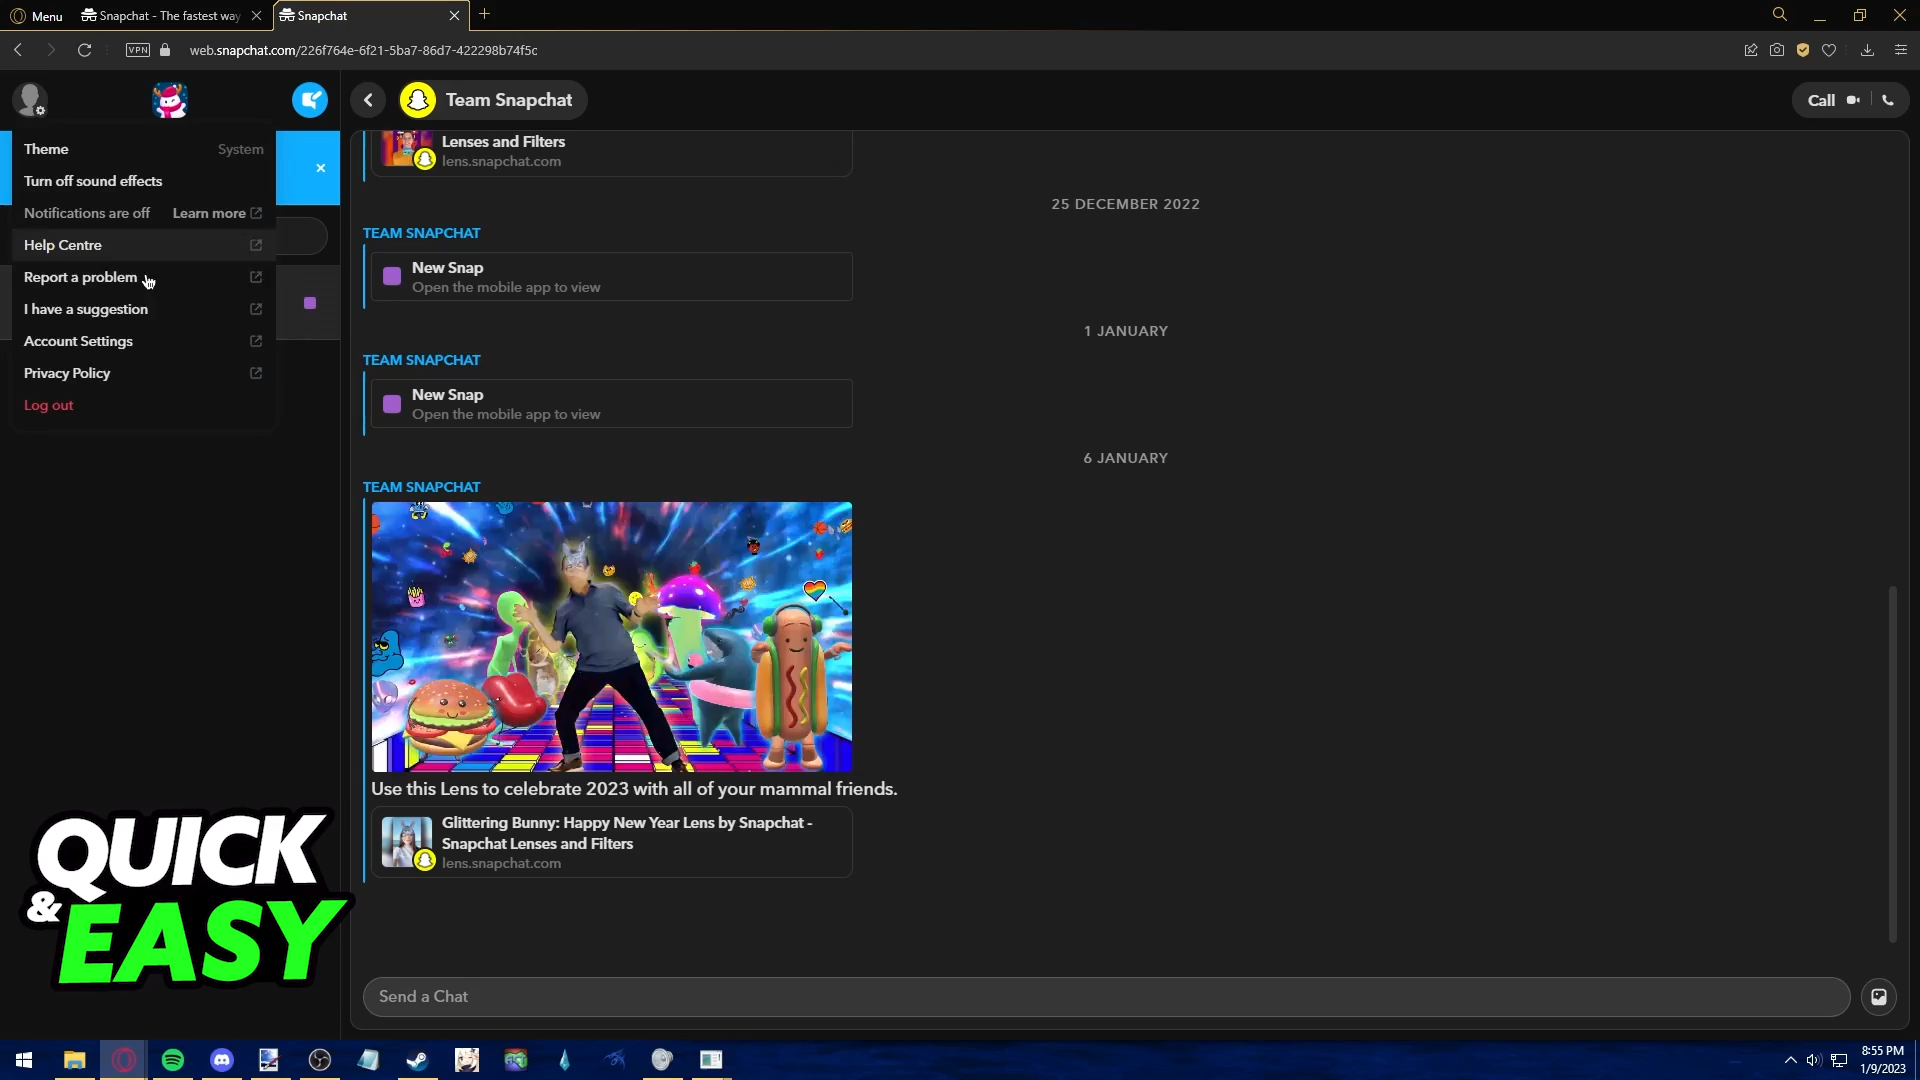 Menu
Snapchat - The fastest way
Snapchat
VPN
web.snapchat.com/226f764e-6f21-5ba7-86d7-422298b74f5c
Team Snapchat
Call
Theme System
Turn off sound effects
Notifications are off Learn more
Help Centre
Report a problem
I have a suggestion
Account Settings
Privacy Policy
Log out
Lenses and Filters
lens.snapchat.com
25 DECEMBER 2022
TEAM SNAPCHAT
New Snap
Open the mobile app to view
1 JANUARY
TEAM SNAPCHAT
New Snap
Open the mobile app to view
6 JANUARY
TEAM SNAPCHAT
Use this Lens to celebrate 2023 with all of your mammal friends.
Glittering Bunny: Happy New Year Lens by Snapchat -
Snapchat Lenses and Filters
lens.snapchat.com
QUICK
& EASY
Send a Chat
8:55 PM
1/9/2023